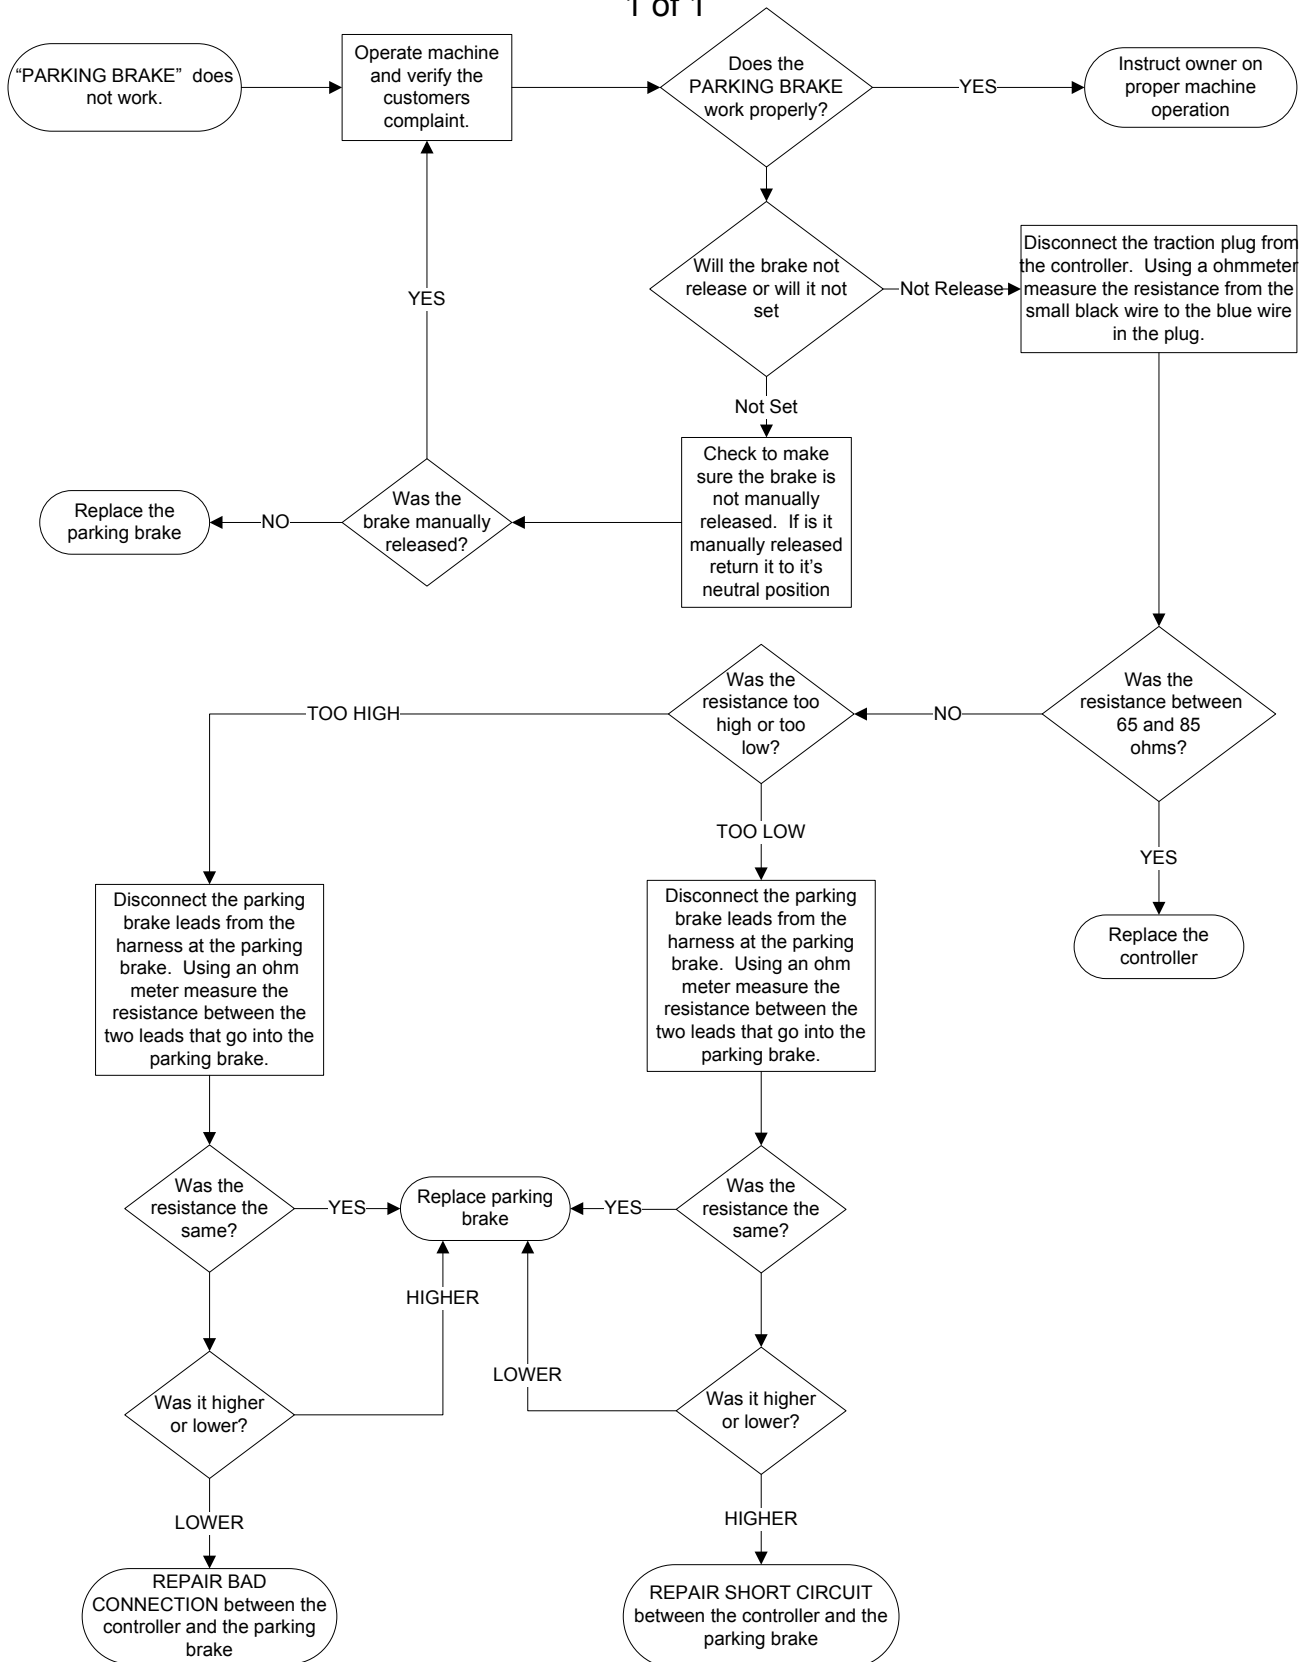 1 of 1
“PARKING BRAKE”  does
not work.
Operate machine
and verify the
customers
complaint.
Does the
PARKING BRAKE
work properly?
YES
Instruct owner on
proper machine
operation
Will the brake not
release or will it not
set
Not Release
Disconnect the traction plug from
the controller.  Using a ohmmeter
measure the resistance from the
small black wire to the blue wire
in the plug.
YES
Not Set
Check to make
sure the brake is
not manually
released.  If is it
manually released
return it to it’s
neutral position
Was the
brake manually
released?
NO
Replace the
parking brake
Was the
resistance between
65 and 85
ohms?
NO
Was the
resistance too
high or too
low?
TOO HIGH
TOO LOW
YES
Replace the
controller
Disconnect the parking
brake leads from the
harness at the parking
brake.  Using an ohm
meter measure the
resistance between the
two leads that go into the
parking brake.
Disconnect the parking
brake leads from the
harness at the parking
brake.  Using an ohm
meter measure the
resistance between the
two leads that go into the
parking brake.
Was the
resistance the
same?
YES
Replace parking
brake
YES
Was the
resistance the
same?
HIGHER
LOWER
Was it higher
or lower?
Was it higher
or lower?
LOWER
HIGHER
REPAIR BAD
CONNECTION between the
controller and the parking
brake
REPAIR SHORT CIRCUIT
between the controller and the
parking brake